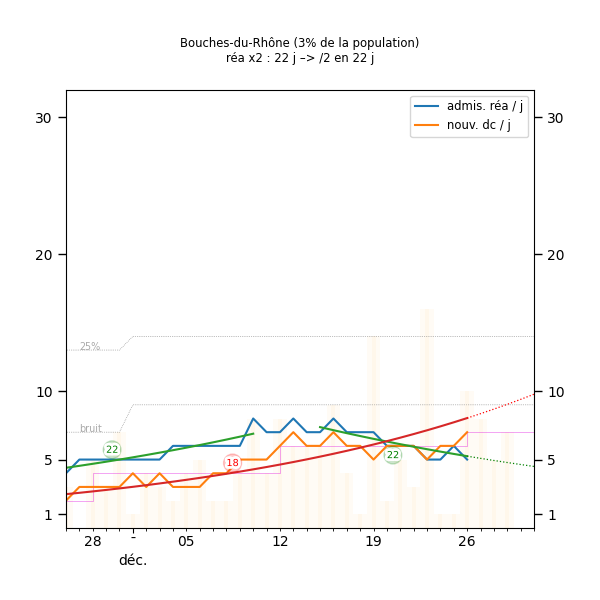 Bouches-du-Rhône (3% de la population)
réa x2 : 22 j –> /2 en 22 j
admis. réa / j
nouv. dc / j
30 30
20 20
25%
10 10
bruit
22
18
22
5 5
1 1
28 - 05 12 19 26
déc.